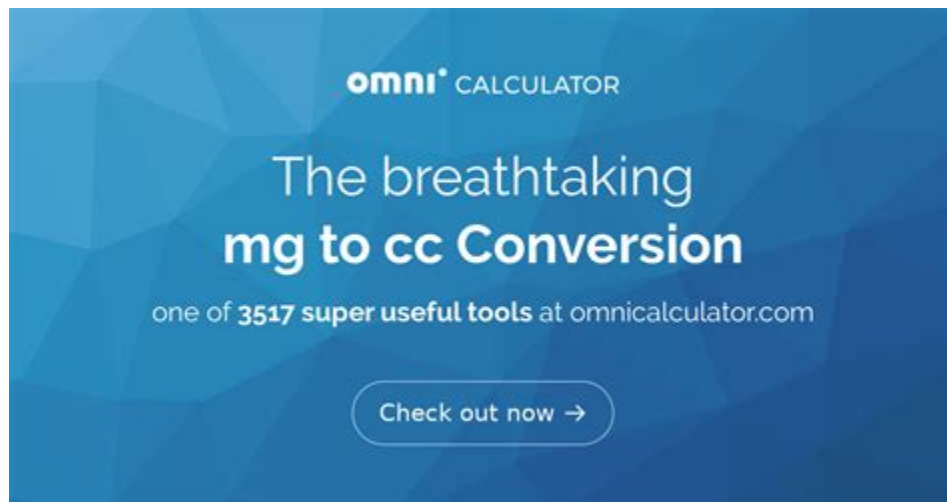 omni CALCULATOR
The breathtaking
mg to cc Conversion
one of 3517 super useful tools at omnicalculator.com
Check out now →